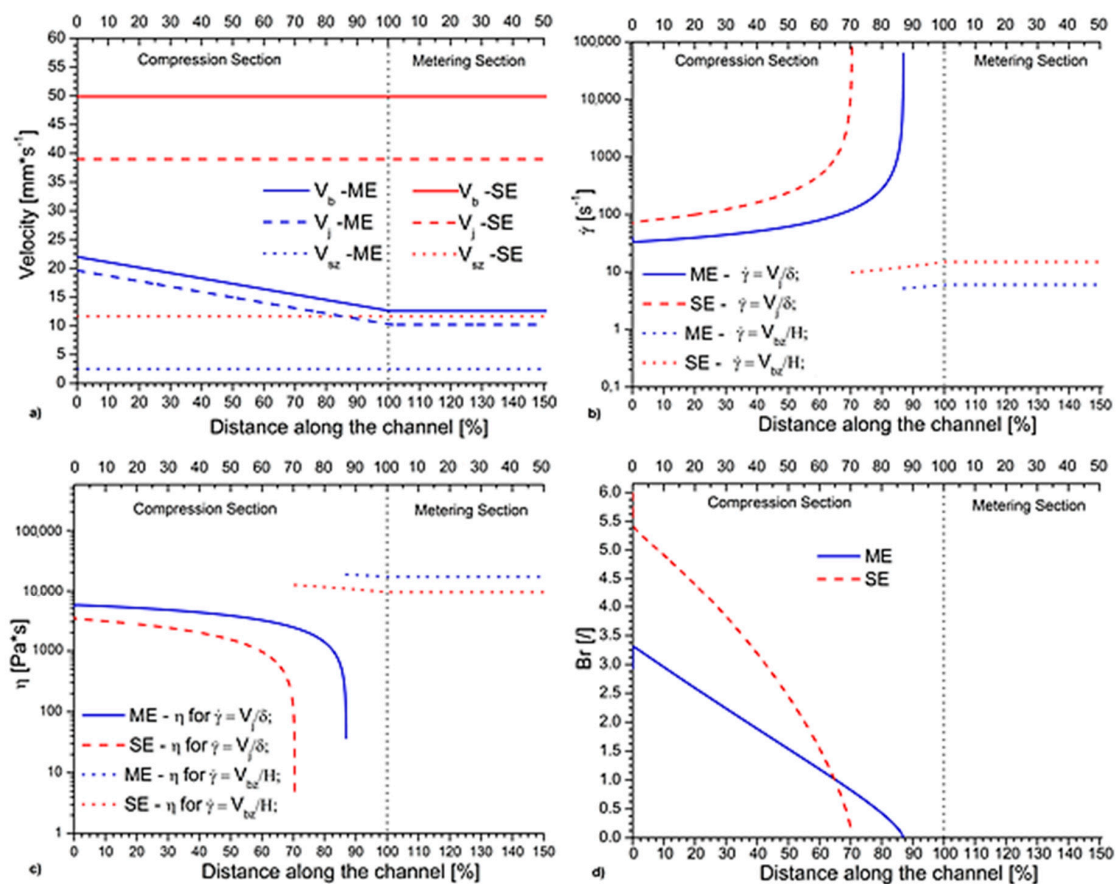 0 10 20 30 40 50 60 70 80 90 100 10 20 30 40 50
60
55
50
45
40
35
30
25
20
15
10
5
0
Velocity [mm*s⁻¹]
Compression Section
Metering Section
V_b -ME
V_b -SE
V_j -ME
V_j -SE
V_sz -ME
V_sz -SE
0 10 20 30 40 50 60 70 80 90 100 110 120 130 140 150
a)
Distance along the channel [%]
0 10 20 30 40 50 60 70 80 90 100 10 20 30 40 50
100,000
10,000
1000
100
10
1
0,1
γ̇ [s⁻¹]
Compression Section
Metering Section
ME - γ̇ = V_j/δ;
SE - γ̇ = V_j/δ;
ME - γ̇ = V_bz/H;
SE - γ̇ = V_bz/H;
0 10 20 30 40 50 60 70 80 90 100 110 120 130 140 150
b)
Distance along the channel [%]
0 10 20 30 40 50 60 70 80 90 100 10 20 30 40 50
100,000
10,000
1000
100
10
1
η [Pa*s]
Compression Section
Metering Section
ME - η for γ̇ = V_j/δ;
SE - η for γ̇ = V_j/δ;
ME - η for γ̇ = V_bz/H;
SE - η for γ̇ = V_bz/H;
0 10 20 30 40 50 60 70 80 90 100 110 120 130 140 150
c)
Distance along the channel [%]
0 10 20 30 40 50 60 70 80 90 100 10 20 30 40 50
6.0
5.5
5.0
4.5
4.0
3.5
3.0
2.5
2.0
1.5
1.0
0.5
0.0
Br [/]
Compression Section
Metering Section
ME
SE
0 10 20 30 40 50 60 70 80 90 100 110 120 130 140 150
d)
Distance along the channel [%]